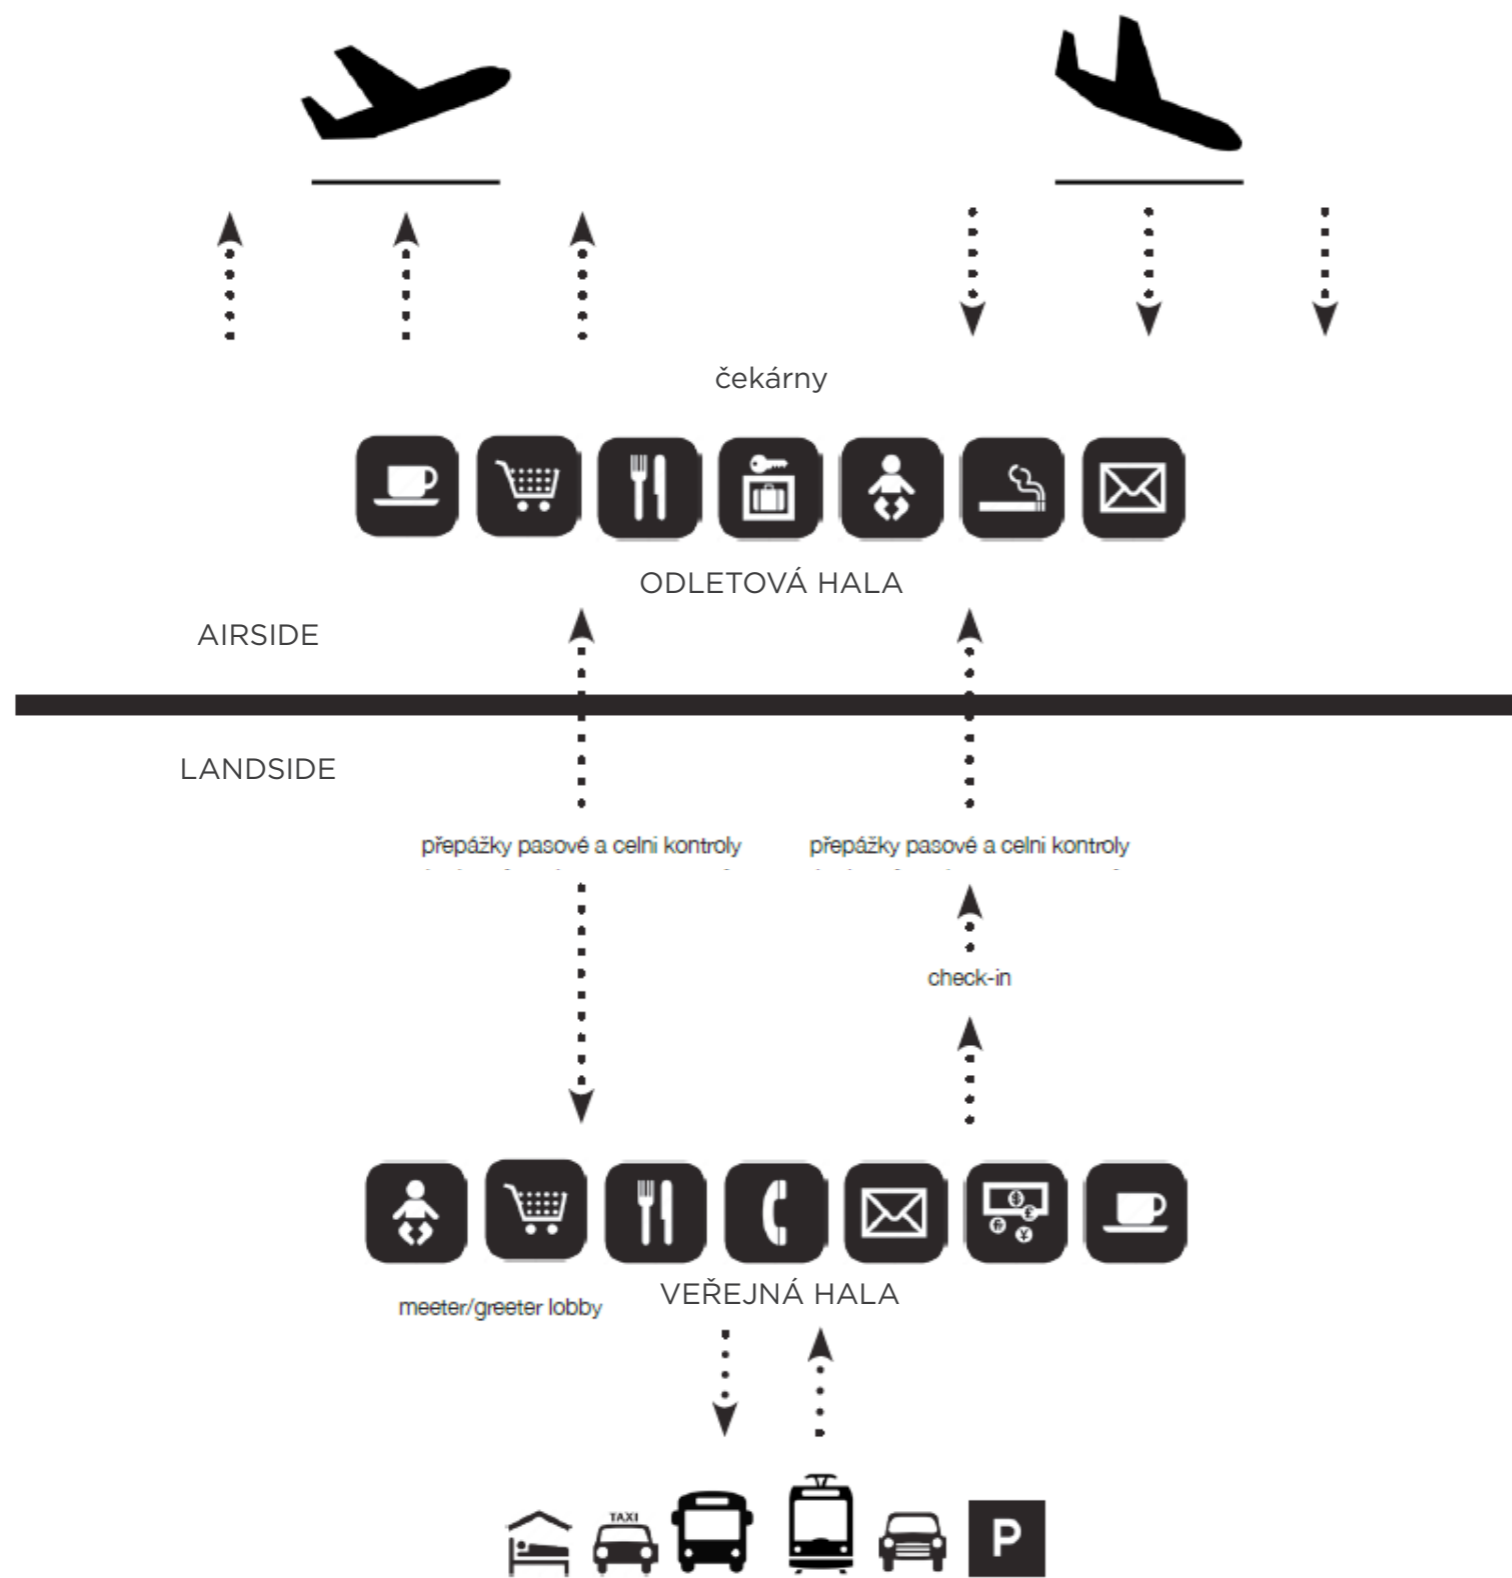 čekárny
ODLETOVÁ HALA
AIRSIDE
LANDSIDE
přepážky pasové a celni kontroly
přepážky pasové a celni kontroly
check-in
VEŘEJNÁ HALA
meeter/greeter lobby
TAXI
P